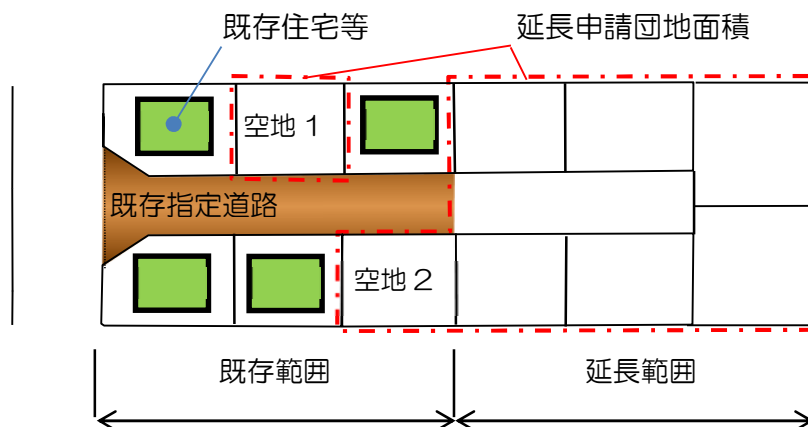 既存住宅等
延長申請団地面積
空地1
既存指定道路
空地2
既存範囲
延長範囲